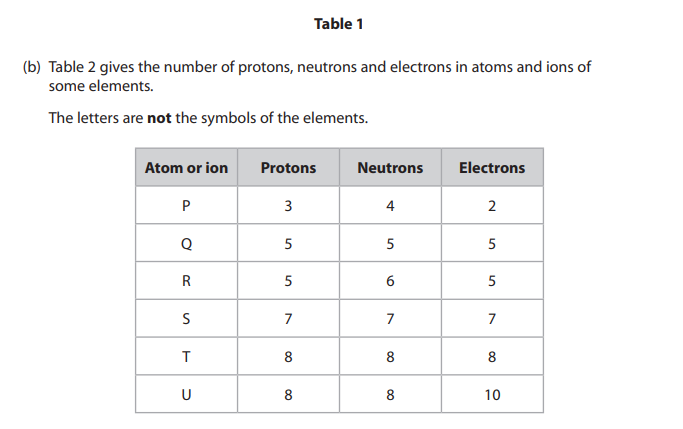 Table 1
(b) Table 2 gives the number of protons, neutrons and electrons in atoms and ions of
some elements.
The letters are not the symbols of the elements.
Atom or ion Protons Neutrons Electrons
P 3 4 2
Q 5 5 5
R 5 6 5
S 7 7 7
T 8 8 8
U 8 8 10